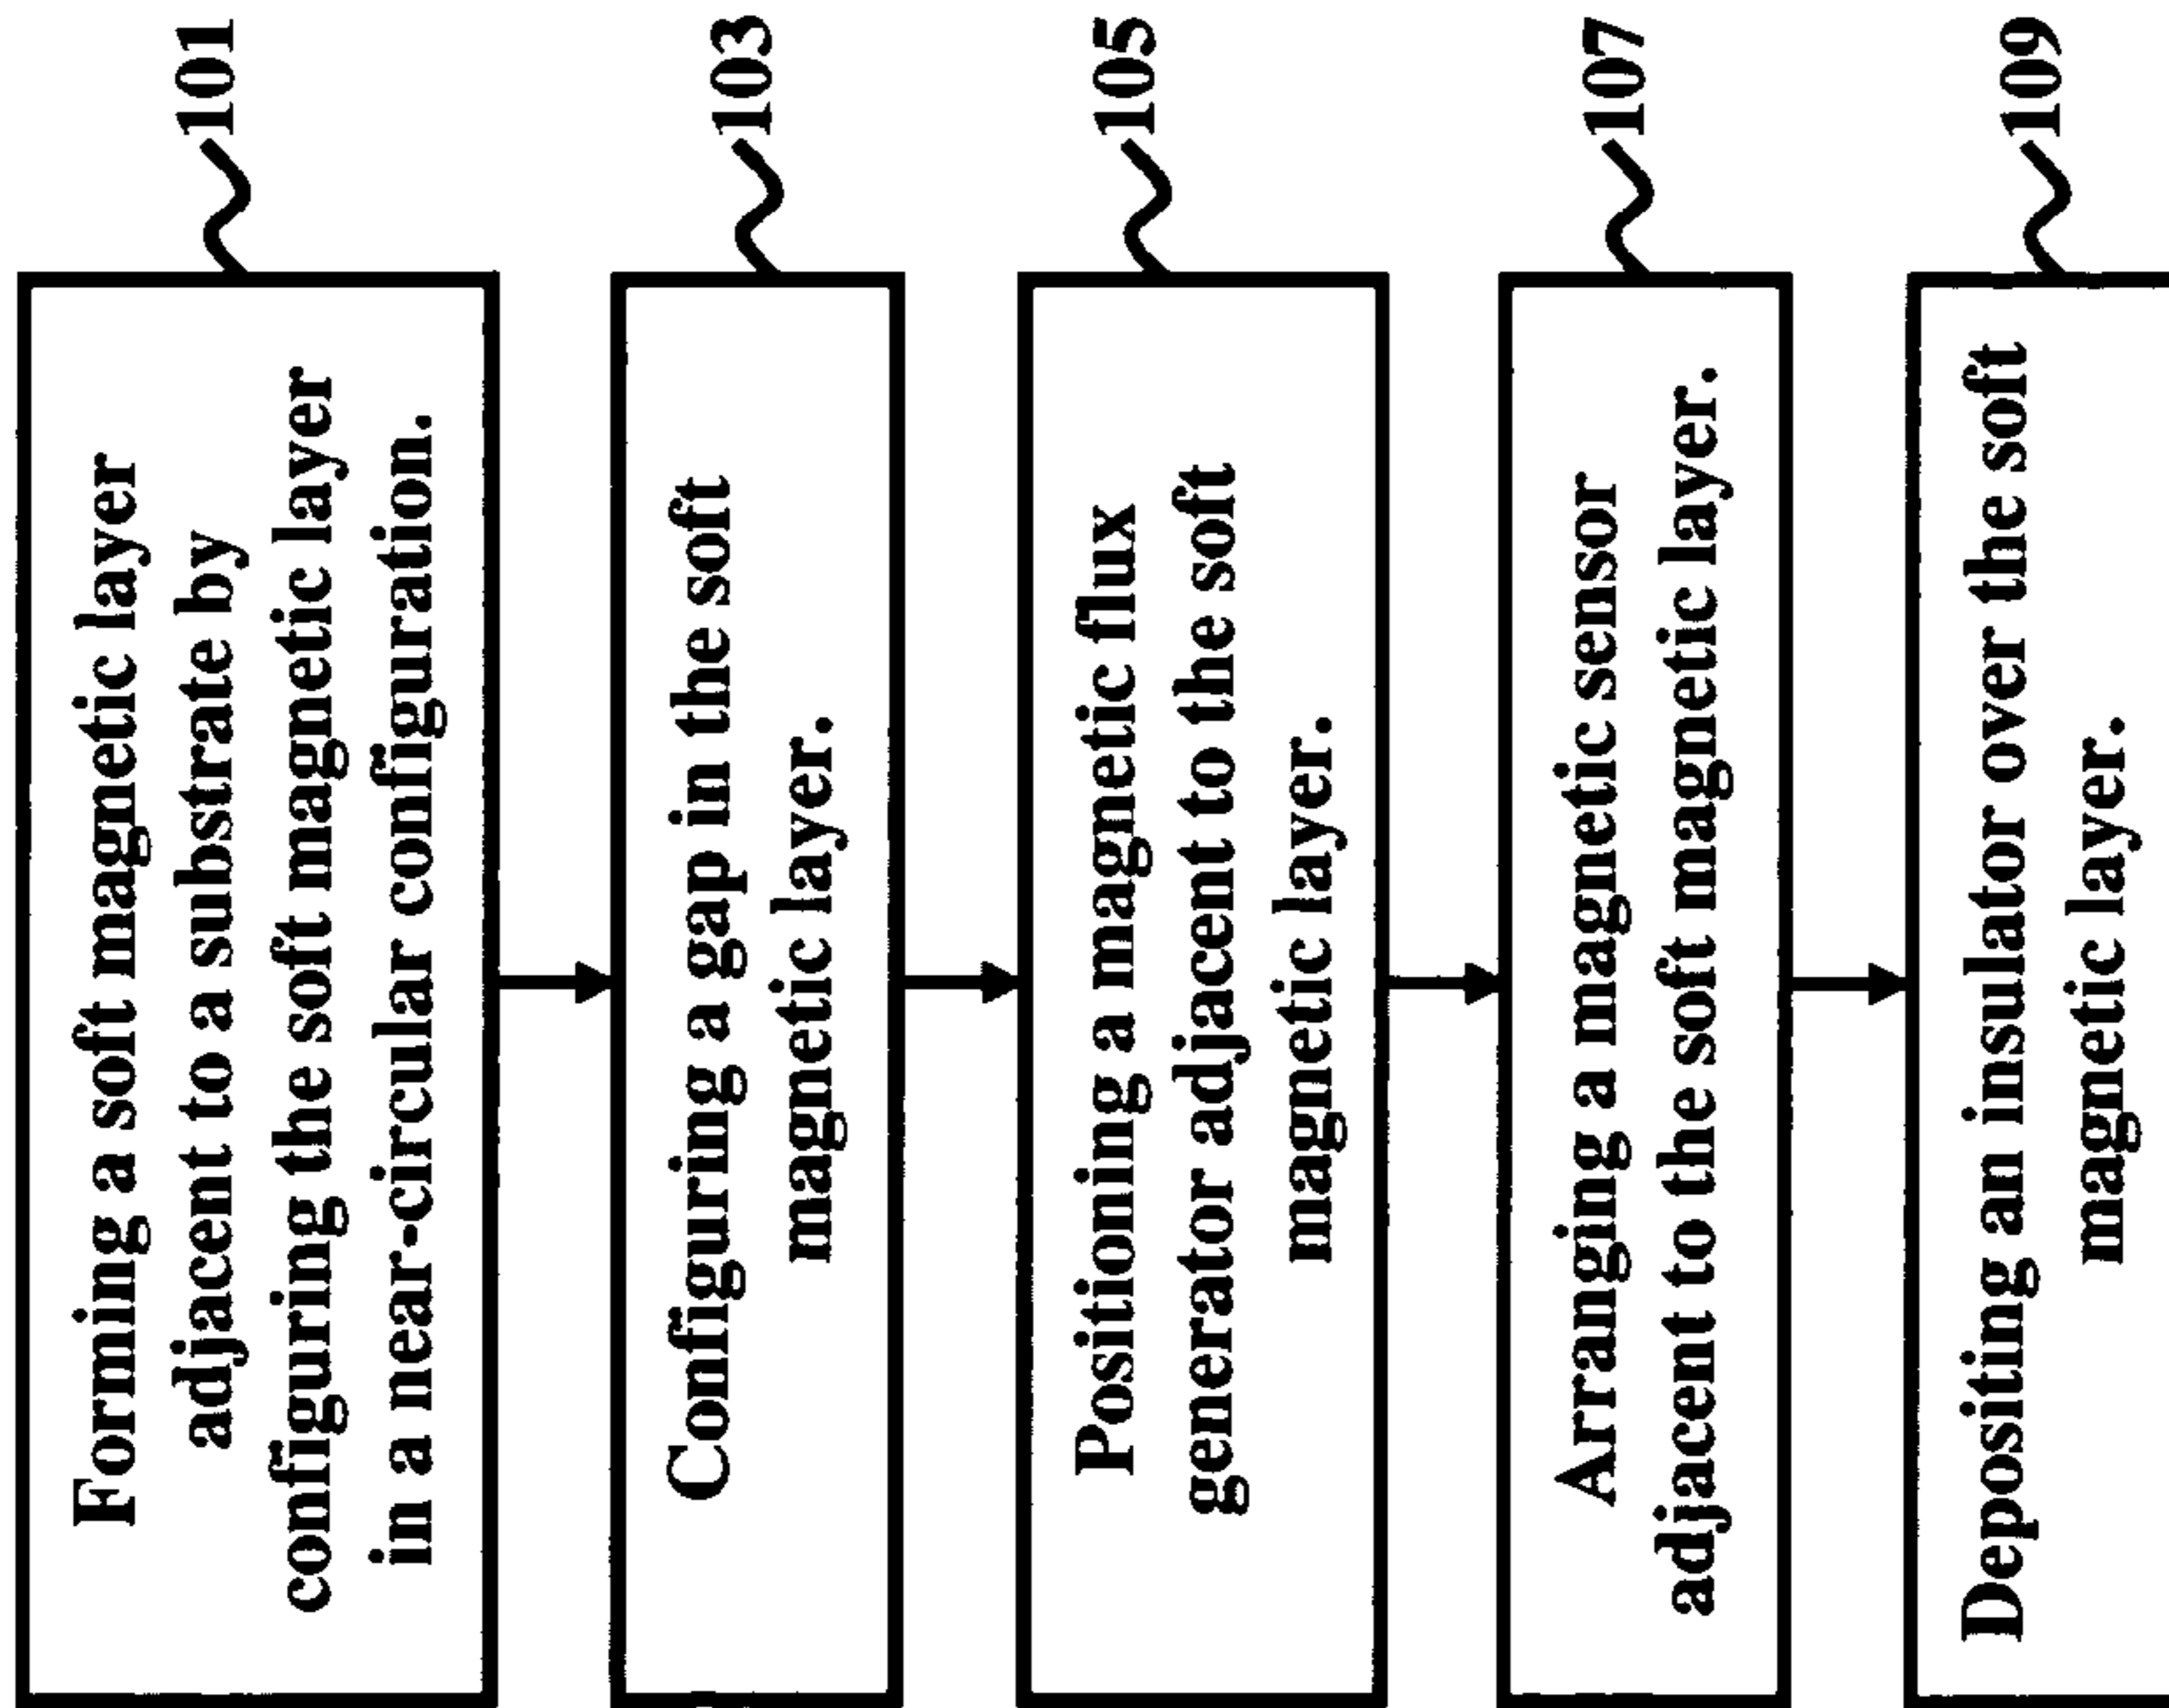 Forming a soft magnetic layer
adjacent to a substrate by
configuring the soft magnetic layer
in a near-circular configuration.
101
Configuring a gap in the soft
magnetic layer.
103
Positioning a magnetic flux
generator adjacent to the soft
magnetic layer.
105
Arranging a magnetic sensor
adjacent to the soft magnetic layer.
107
Depositing an insulator over the soft
magnetic layer.
109